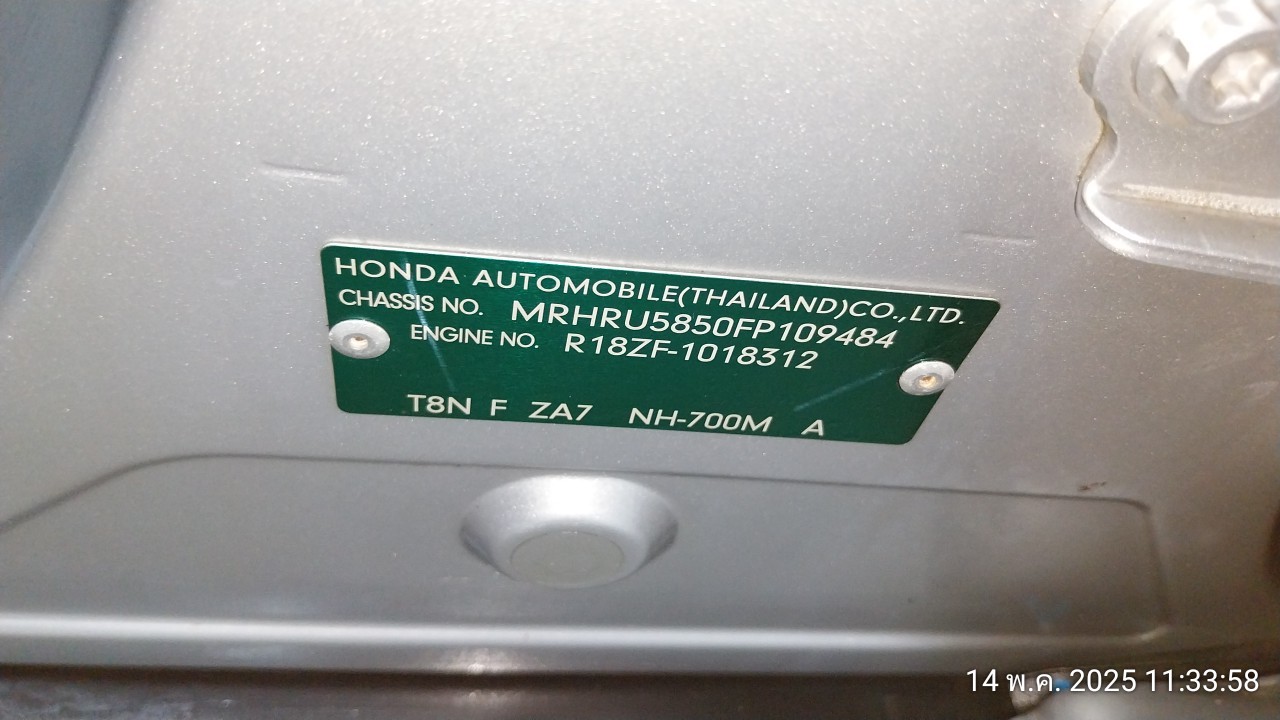 HONDA AUTOMOBILE(THAILAND)CO.,LTD.
CHASSIS NO. MRHRU5850FP109484
ENGINE NO. R18ZF-1018312
T8N F ZA7 NH-700M A
14 พ.ค. 2025 11:33:58